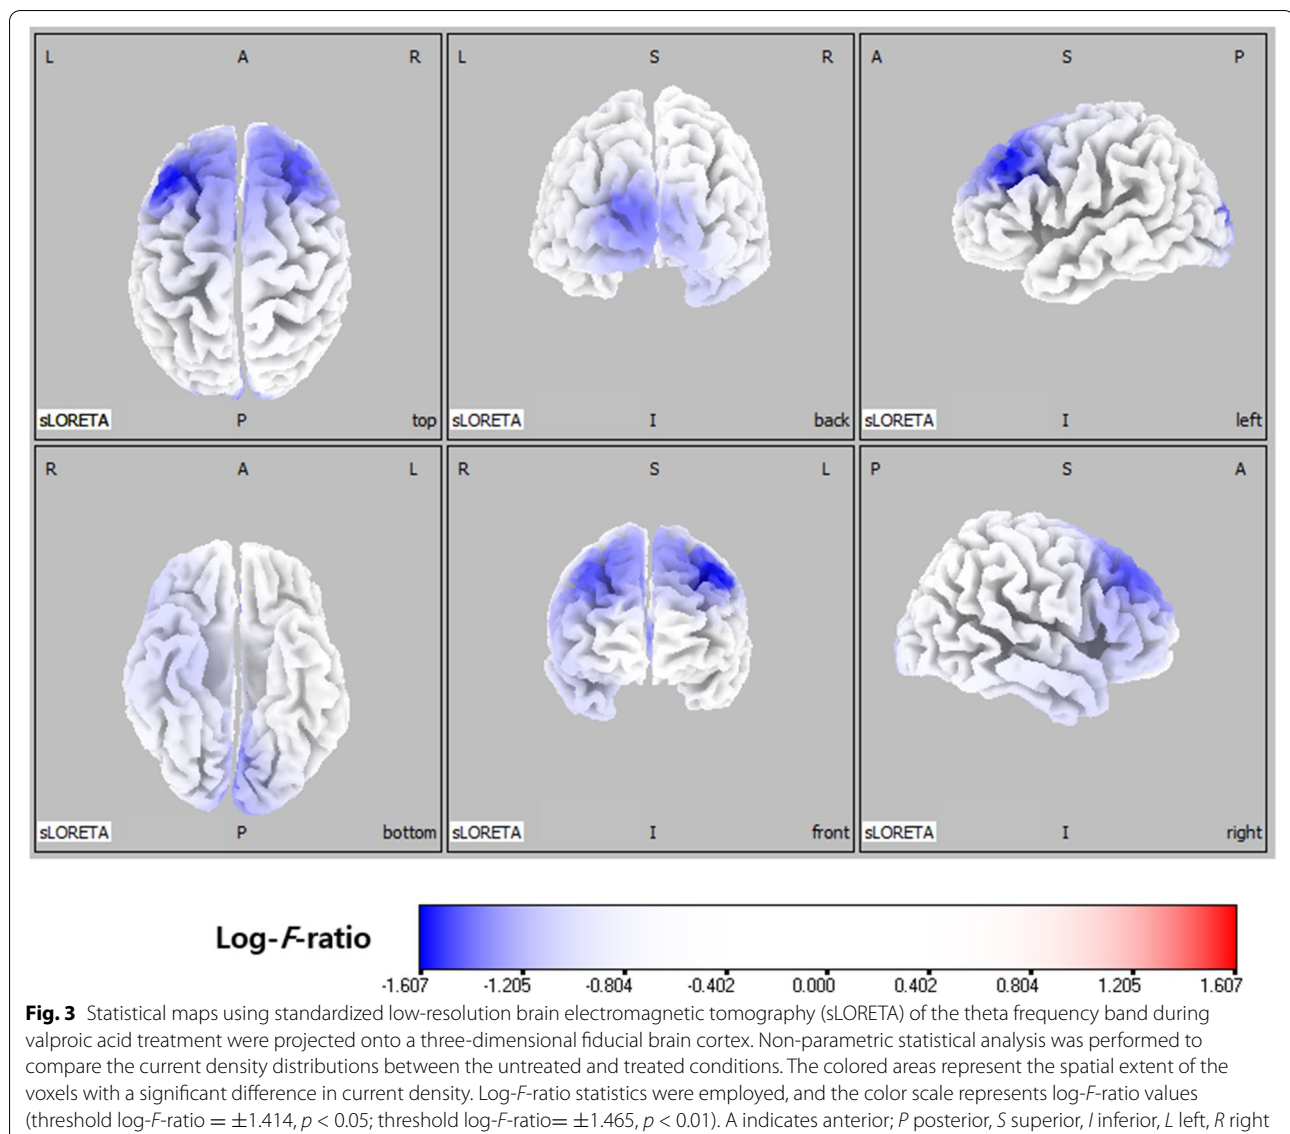 L A R
sLORETA P top
L S R
sLORETA I back
A S P
sLORETA I left
R A L
sLORETA P bottom
R S L
sLORETA I front
P S A
sLORETA I right
Log-F-ratio
-1.607 -1.205 -0.804 -0.402 0.000 0.402 0.804 1.205 1.607
Fig. 3 Statistical maps using standardized low-resolution brain electromagnetic tomography (sLORETA) of the theta frequency band during
valproic acid treatment were projected onto a three-dimensional fiducial brain cortex. Non-parametric statistical analysis was performed to
compare the current density distributions between the untreated and treated conditions. The colored areas represent the spatial extent of the
voxels with a significant difference in current density. Log-F-ratio statistics were employed, and the color scale represents log-F-ratio values
(threshold log-F-ratio = ±1.414, p < 0.05; threshold log-F-ratio= ±1.465, p < 0.01). A indicates anterior; P posterior, S superior, I inferior, L left, R right